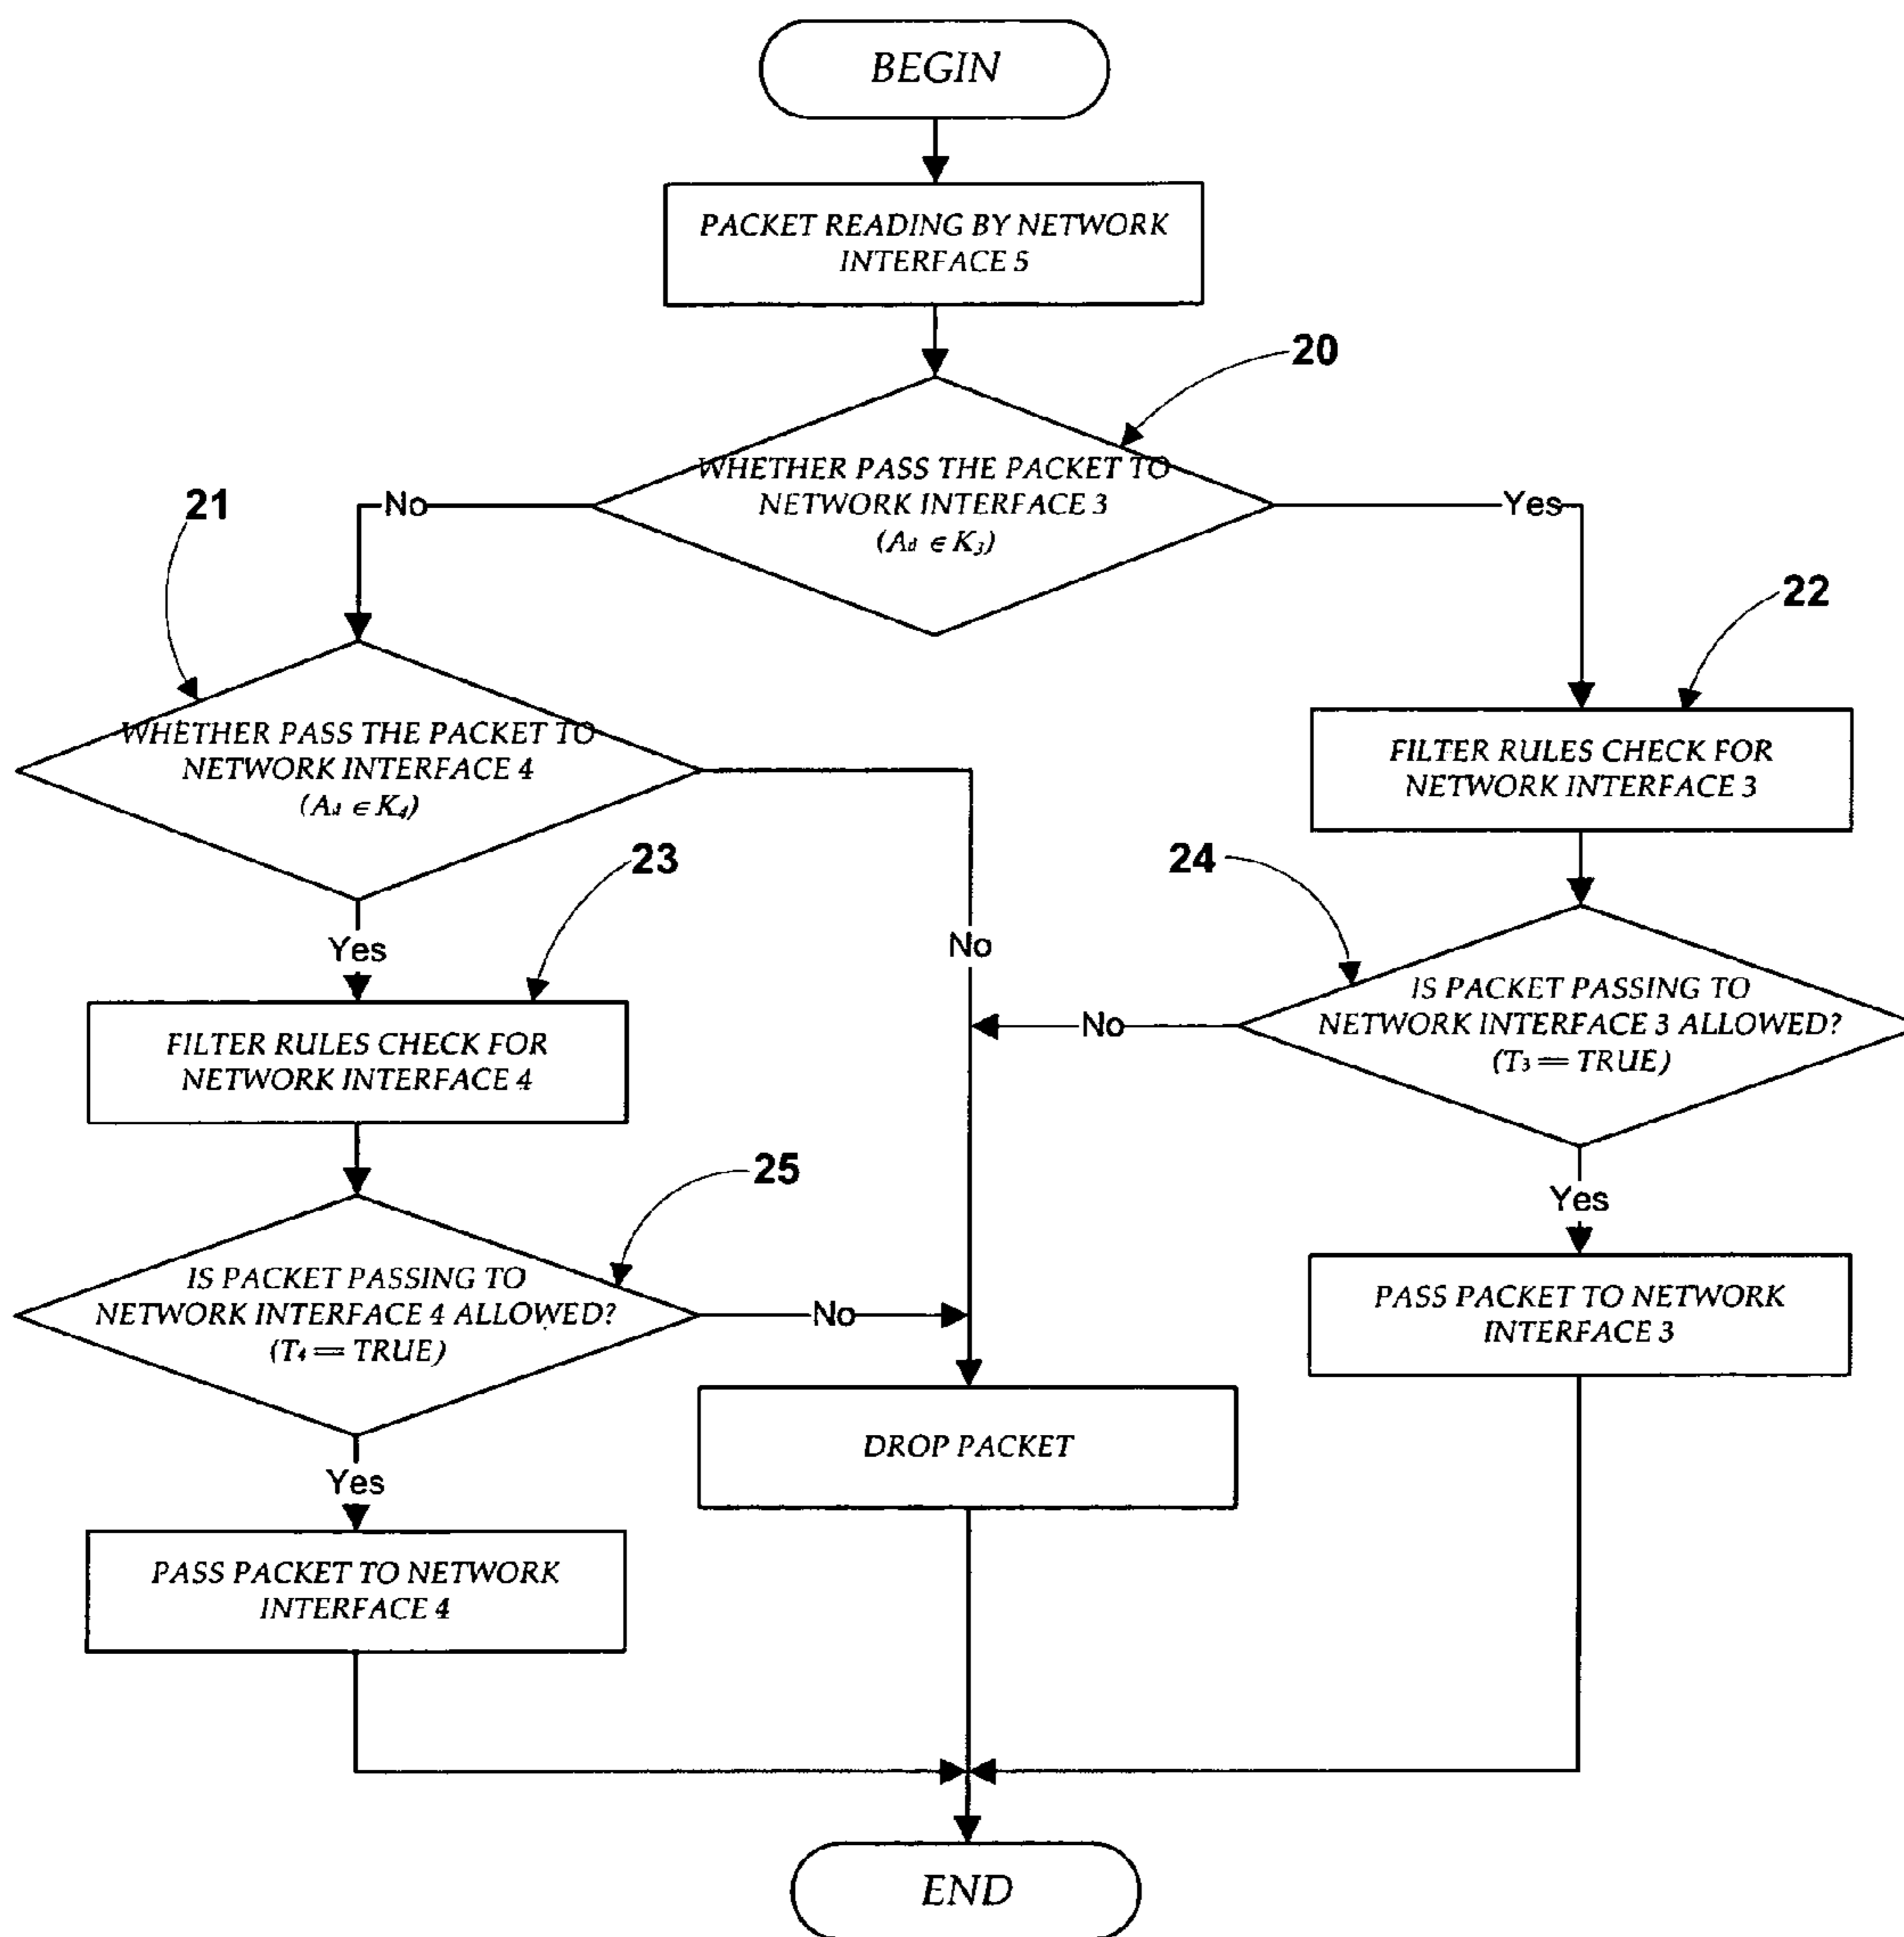 BEGIN
PACKET READING BY NETWORK
INTERFACE 5
20
WHETHER PASS THE PACKET TO
NETWORK INTERFACE 3
(Ad ∈ K3)
No
Yes
21
22
WHETHER PASS THE PACKET TO
NETWORK INTERFACE 4
(Ad ∈ K4)
FILTER RULES CHECK FOR
NETWORK INTERFACE 3
23
24
Yes
No
FILTER RULES CHECK FOR
NETWORK INTERFACE 4
No
IS PACKET PASSING TO
NETWORK INTERFACE 3 ALLOWED?
(T3 == TRUE)
25
Yes
IS PACKET PASSING TO
NETWORK INTERFACE 4 ALLOWED?
(T4 == TRUE)
No
PASS PACKET TO NETWORK
INTERFACE 3
DROP PACKET
Yes
PASS PACKET TO NETWORK
INTERFACE 4
END